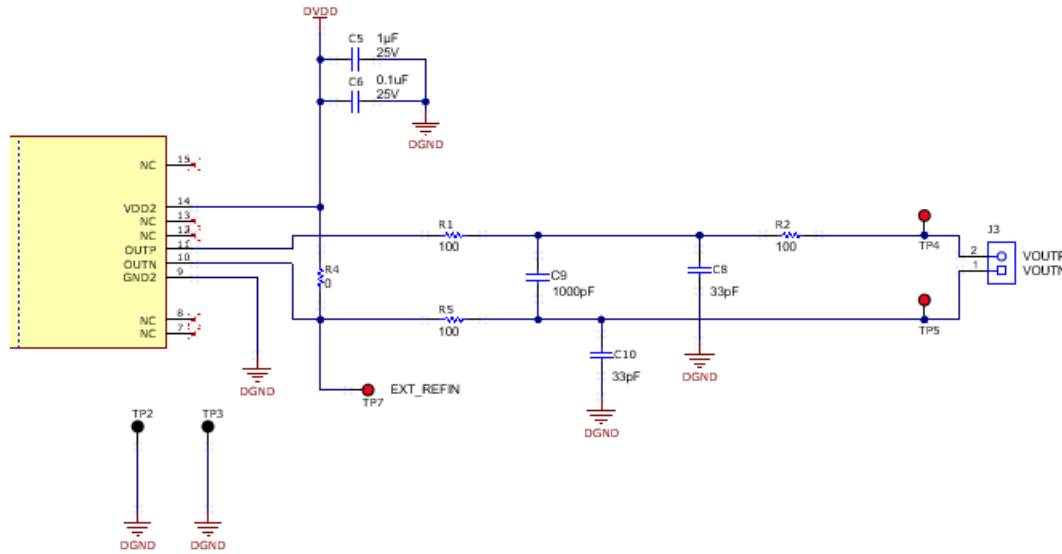 DVDD
C5 1µF
25V
C6 0.1uF
25V
DGND
NC 15
VDD2 14
NC 13
NC 12
OUTP 11
OUTN 10
GND2 9
NC 8
NC 7
R4
0
R1
100
R2
100
C9
1000pF
C8
33pF
R5
100
C10
33pF
TP4
TP5
J3
2 VOUTP
1 VOUTN
DGND
DGND
DGND
TP7
EXT_REFIN
TP2
TP3
DGND
DGND